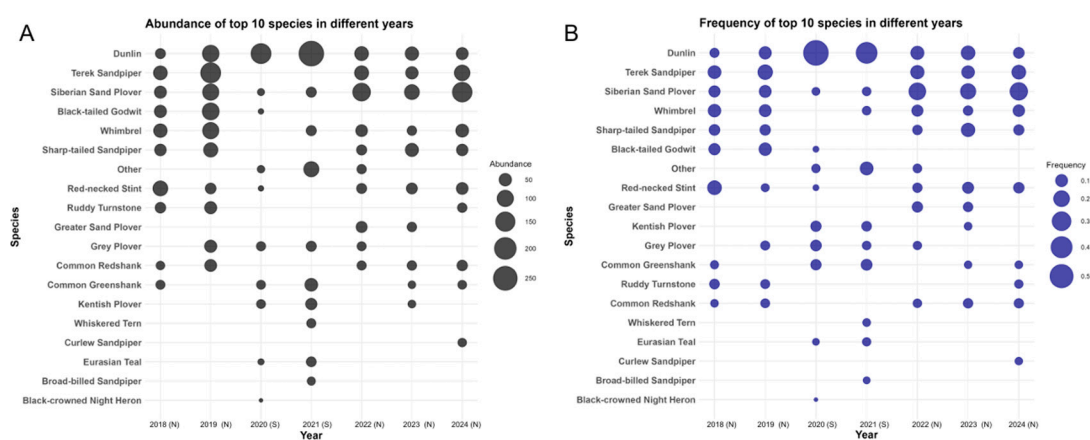 A
Abundance of top 10 species in different years
Species
Dunlin
Terek Sandpiper
Siberian Sand Plover
Black-tailed Godwit
Whimbrel
Sharp-tailed Sandpiper
Other
Red-necked Stint
Ruddy Turnstone
Greater Sand Plover
Grey Plover
Common Redshank
Common Greenshank
Kentish Plover
Whiskered Tern
Curlew Sandpiper
Eurasian Teal
Broad-billed Sandpiper
Black-crowned Night Heron
2018 (N) 2019 (N) 2020 (S) 2021 (S) 2022 (N) 2023 (N) 2024 (N)
Year
Abundance
50
100
150
200
250
B
Frequency of top 10 species in different years
Species
Dunlin
Terek Sandpiper
Siberian Sand Plover
Whimbrel
Sharp-tailed Sandpiper
Black-tailed Godwit
Other
Red-necked Stint
Greater Sand Plover
Kentish Plover
Grey Plover
Common Greenshank
Ruddy Turnstone
Common Redshank
Whiskered Tern
Eurasian Teal
Curlew Sandpiper
Broad-billed Sandpiper
Black-crowned Night Heron
2018 (N) 2019 (N) 2020 (S) 2021 (S) 2022 (N) 2023 (N) 2024 (N)
Year
Frequency
0.1
0.2
0.3
0.4
0.5